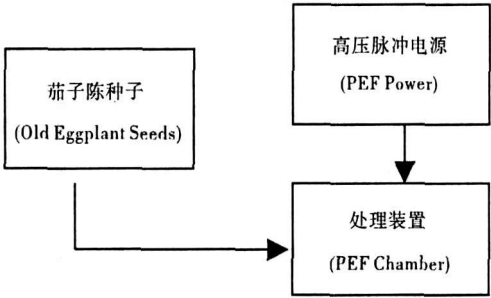 茄子陈种子
(Old Eggplant Seeds)
高压脉冲电源
(PEF Power)
处理装置
(PEF Chamber)